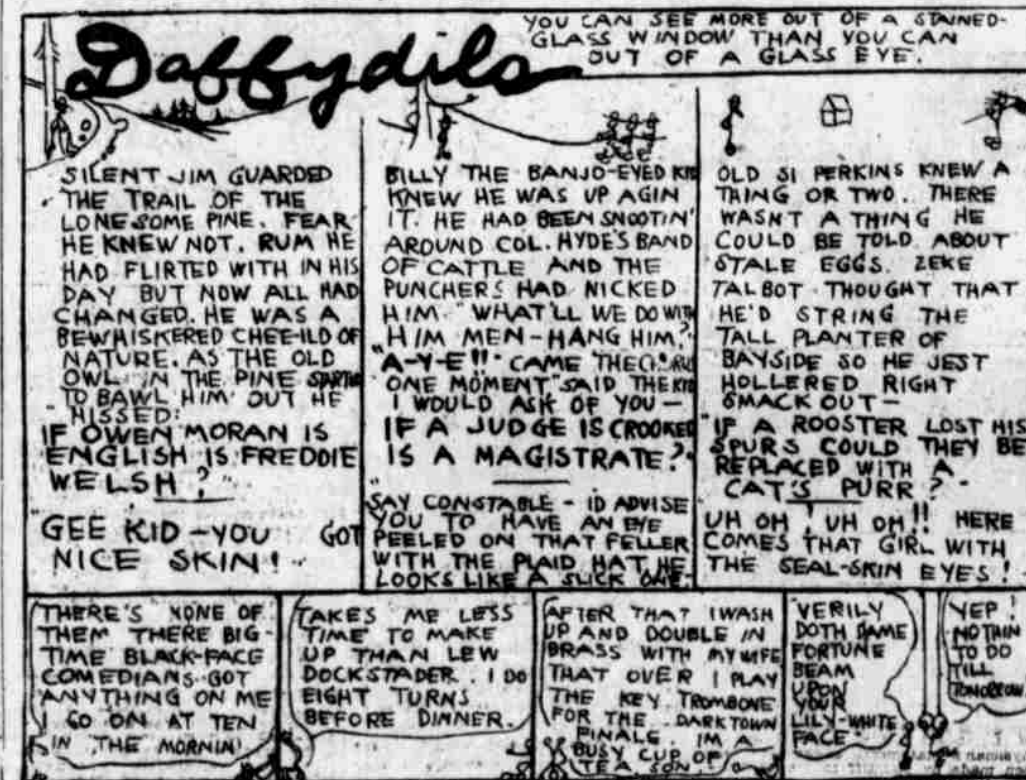 Daffydils
YOU CAN SEE MORE OUT OF A STAINED-
GLASS WINDOW THAN YOU CAN
OUT OF A GLASS EYE.
SILENT JIM GUARDED
THE TRAIL OF THE
LONESOME PINE. FEAR
HE KNEW NOT. RUM HE
HAD FLIRTED WITH IN HIS
DAY BUT NOW ALL HAD
CHANGED. HE WAS A
BEWHISKERED CHEE-ILD OF
NATURE. AS THE OLD
OWL IN THE PINE STARTED
TO BAWL HIM OUT HE
HISSED:
IF OWEN MORAN IS
ENGLISH IS FREDDIE
WELSH?"
"GEE KID - YOU GOT
NICE SKIN!"
BILLY THE BANJO-EYED KID
KNEW HE WAS UP AGIN
IT. HE HAD BEEN SNOOTIN'
AROUND COL. HYDE'S BAND
OF CATTLE AND THE
PUNCHERS HAD NICKED
HIM. "WHAT'LL WE DO WITH
HIM MEN - HANG HIM?"
"A-Y-E!!" CAME THE
ONE MOMENT" SAID THE KID
I WOULD ASK OF YOU -
IF A JUDGE IS CROOKED
IS A MAGISTRATE?"
"SAY CONSTABLE - ID ADVISE
YOU TO HAVE AN EYE
PEELED ON THAT FELLER
WITH THE PLAID HAT HE
LOOKS LIKE A SLICK ONE."
OLD SI PERKINS KNEW A
THING OR TWO. THERE
WASNT A THING HE
COULD BE TOLD ABOUT
STALE EGGS. ZEKE
TALBOT THOUGHT THAT
HE'D STRING THE
TALL PLANTER OF
BAYSIDE SO HE JEST
HOLLERED RIGHT
SMACK OUT -
"IF A ROOSTER LOST HIS
SPURS COULD THEY BE
REPLACED WITH A
CAT'S PURR?"
UH OH! UH OH!! HERE
COMES THAT GIRL WITH
THE SEAL-SKIN EYES!
THERE'S NONE OF
THEM THERE BIG-
TIME BLACK-FACE
COMEDIANS GOT
ANYTHING ON ME
I GO ON AT TEN
IN THE MORNIN'
TAKES ME LESS
TIME TO MAKE
UP THAN LEW
DOCKSTADER. I DO
EIGHT TURNS
BEFORE DINNER.
AFTER THAT I WASH
UP AND DOUBLE IN
BRASS WITH MY WIFE
THAT OVER I PLAY
THE KEY TROMBONE
FOR THE DARKTOWN
FINALE. IM A
BUSY CUP OF
TEA SON.
VERILY
DOTH DAME
FORTUNE
BEAM
UPON
YOUR
LILY-WHITE
FACE
YEP!
NOTHIN
TO DO
TILL
TOMORROW